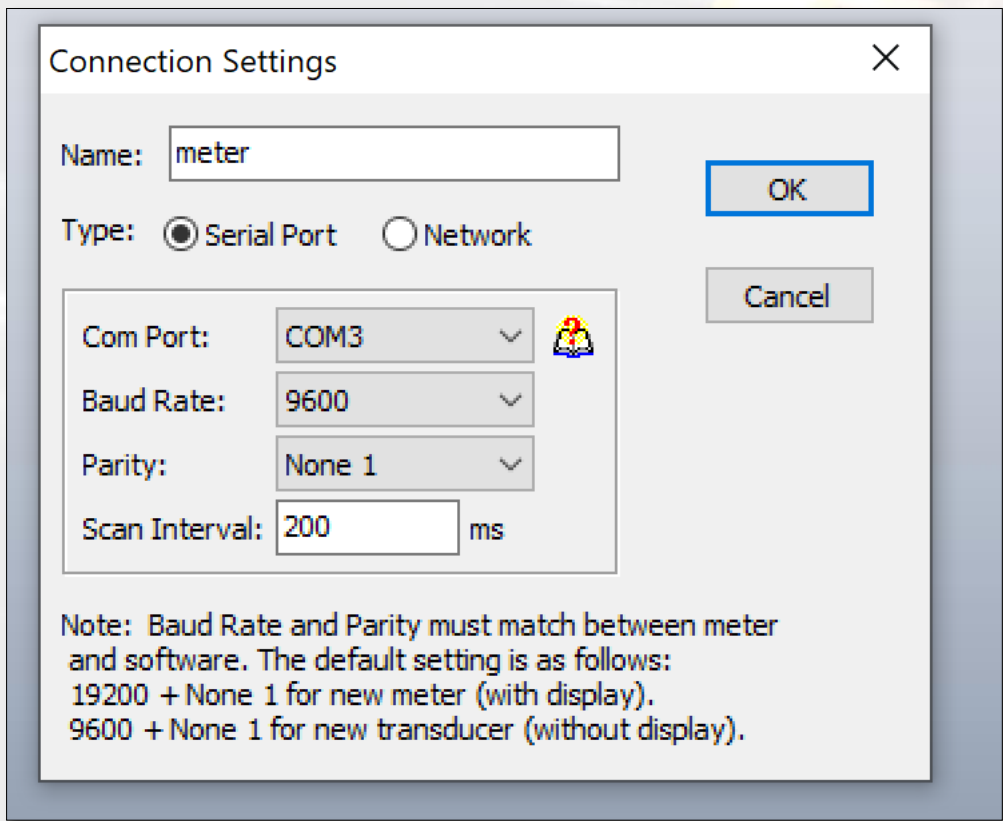 Connection Settings
Name: meter
OK
Type: Serial Port Network
Cancel
Com Port: COM3
Baud Rate: 9600
Parity: None 1
Scan Interval: 200 ms
Note: Baud Rate and Parity must match between meter
and software. The default setting is as follows:
19200 + None 1 for new meter (with display).
9600 + None 1 for new transducer (without display).